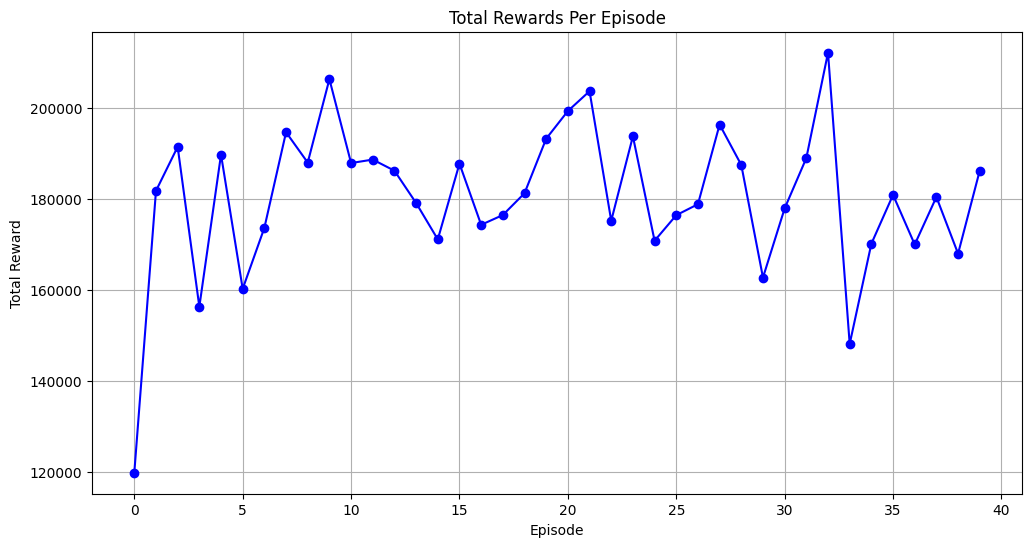 Total Rewards Per Episode
Total Reward
200000
180000
160000
140000
120000
0 5 10 15 20 25 30 35 40
Episode